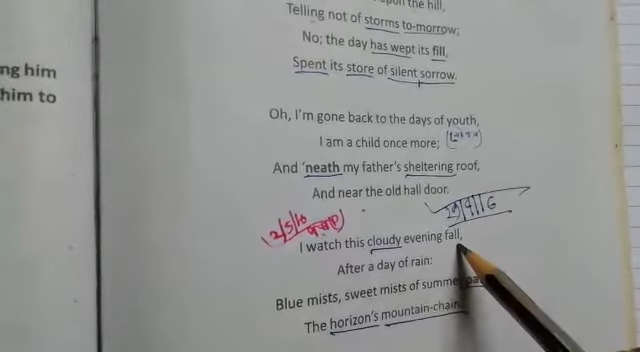 upon the hill,
Telling not of storms to-morrow;
No; the day has wept its fill,
Spent its store of silent sorrow.
Oh, I'm gone back to the days of youth,
I am a child once more;
And 'neath my father's sheltering roof,
And near the old hall door.
I watch this cloudy evening fall,
After a day of rain:
Blue mists, sweet mists of summer
The horizon's mountain-chain.
ng him
him to